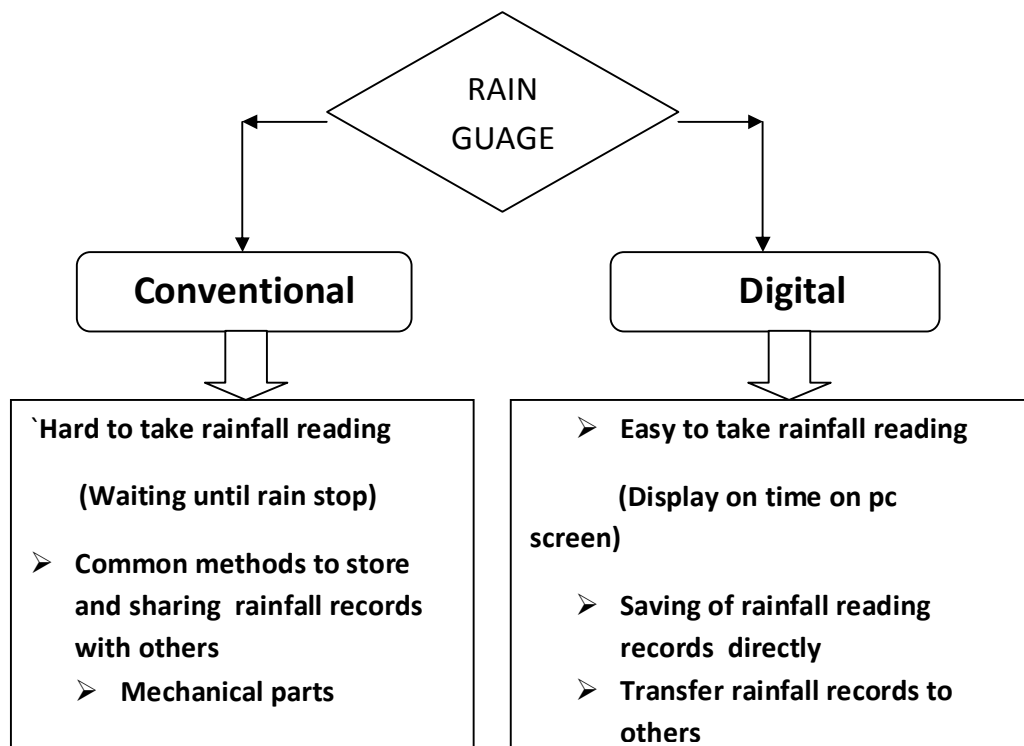 RAIN
GUAGE
Conventional
Digital
`Hard to take rainfall reading
(Waiting until rain stop)
➢ Common methods to store
and sharing rainfall records
with others
➢ Mechanical parts
➢ Easy to take rainfall reading
(Display on time on pc
screen)
➢ Saving of rainfall reading
records directly
➢ Transfer rainfall records to
others